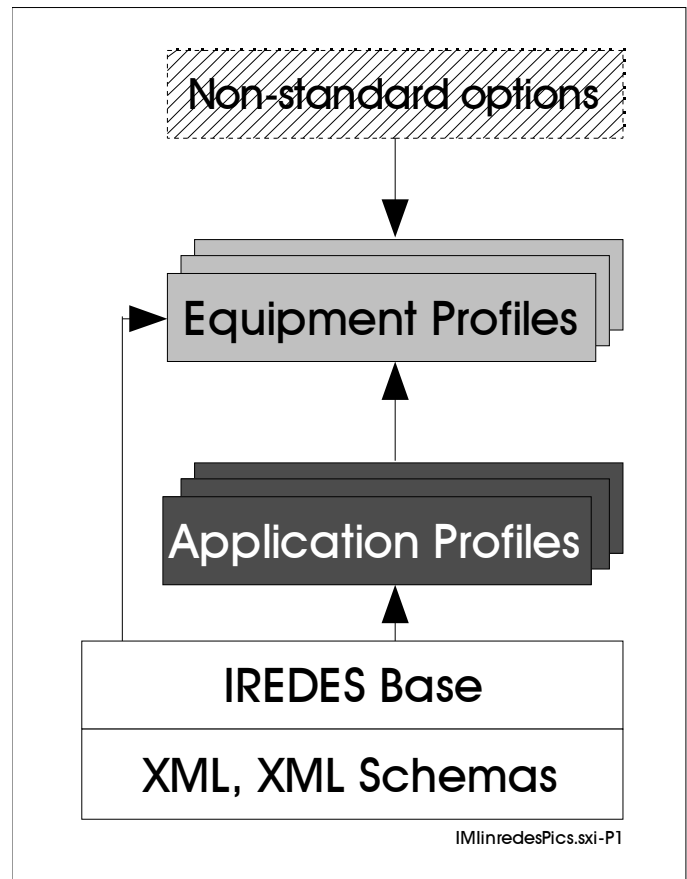 Non-standard options
Equipment Profiles
Application Profiles
IREDES Base
XML, XML Schemas
IMIinredesPics.sxi-P1